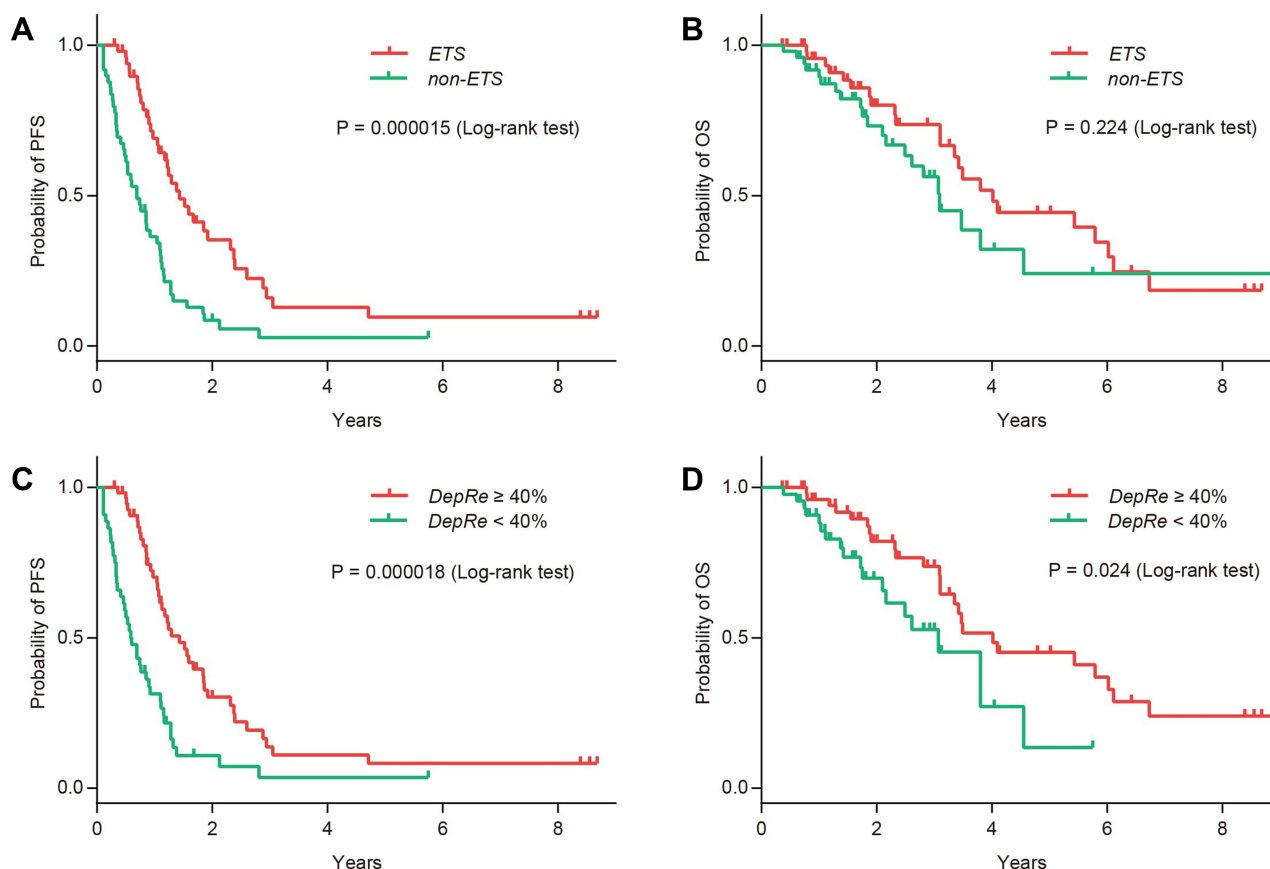 A
Probability of PFS
1.0
0.5
0.0
ETS
non-ETS
P = 0.000015 (Log-rank test)
0 2 4 6 8
Years
B
Probability of OS
1.0
0.5
0.0
ETS
non-ETS
P = 0.224 (Log-rank test)
0 2 4 6 8
Years
C
Probability of PFS
1.0
0.5
0.0
DepRe ≥ 40%
DepRe < 40%
P = 0.000018 (Log-rank test)
0 2 4 6 8
Years
D
Probability of OS
1.0
0.5
0.0
DepRe ≥ 40%
DepRe < 40%
P = 0.024 (Log-rank test)
0 2 4 6 8
Years